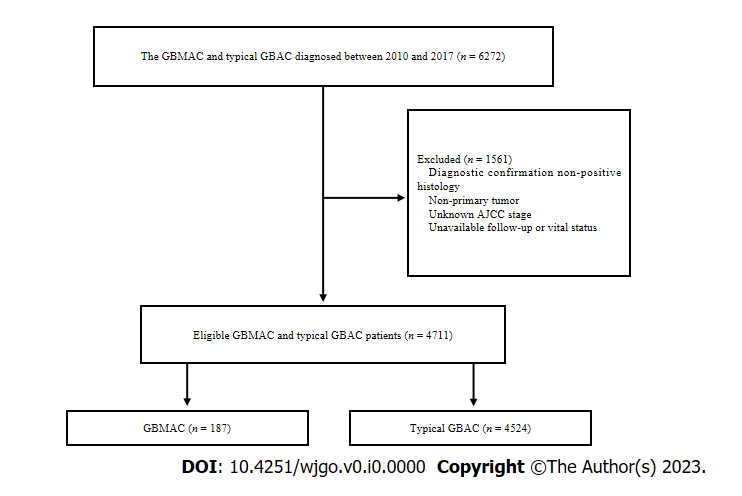 The GBMAC and typical GBAC diagnosed between 2010 and 2017 (n = 6272)
Excluded (n = 1561)
Diagnostic confirmation non-positive
histology
Non-primary tumor
Unknown AJCC stage
Unavailable follow-up or vital status
Eligible GBMAC and typical GBAC patients (n = 4711)
GBMAC (n = 187)
Typical GBAC (n = 4524)
DOI: 10.4251/wjgo.v0.i0.0000 Copyright ©The Author(s) 2023.